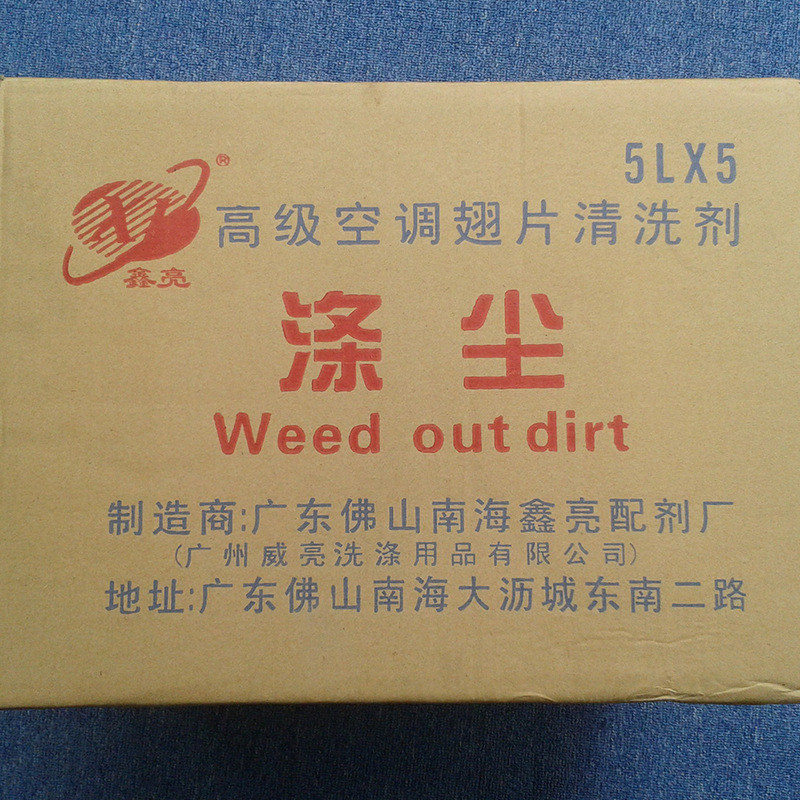 5LX5
®
高级空调翅片清洗剂
鑫亮
涤尘
Weed out dirt
制造商:广东佛山南海鑫亮配剂厂
(广州威亮洗涤用品有限公司)
地址:广东佛山南海大沥城东南二路